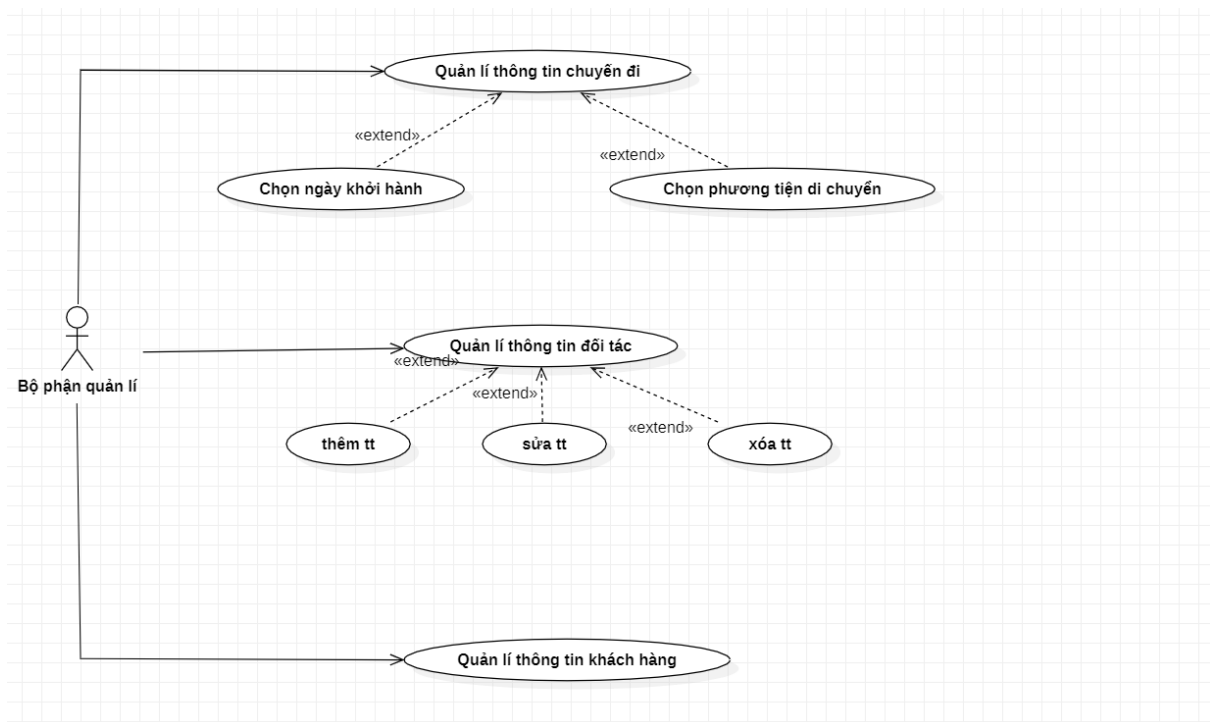 Quản lí thông tin chuyến đi
«extend»
«extend»
Chọn ngày khởi hành
Chọn phương tiện di chuyển
Quản lí thông tin đối tác
«extend»
Bộ phận quản lí
«extend»
«extend»
thêm tt
sửa tt
xóa tt
Quản lí thông tin khách hàng